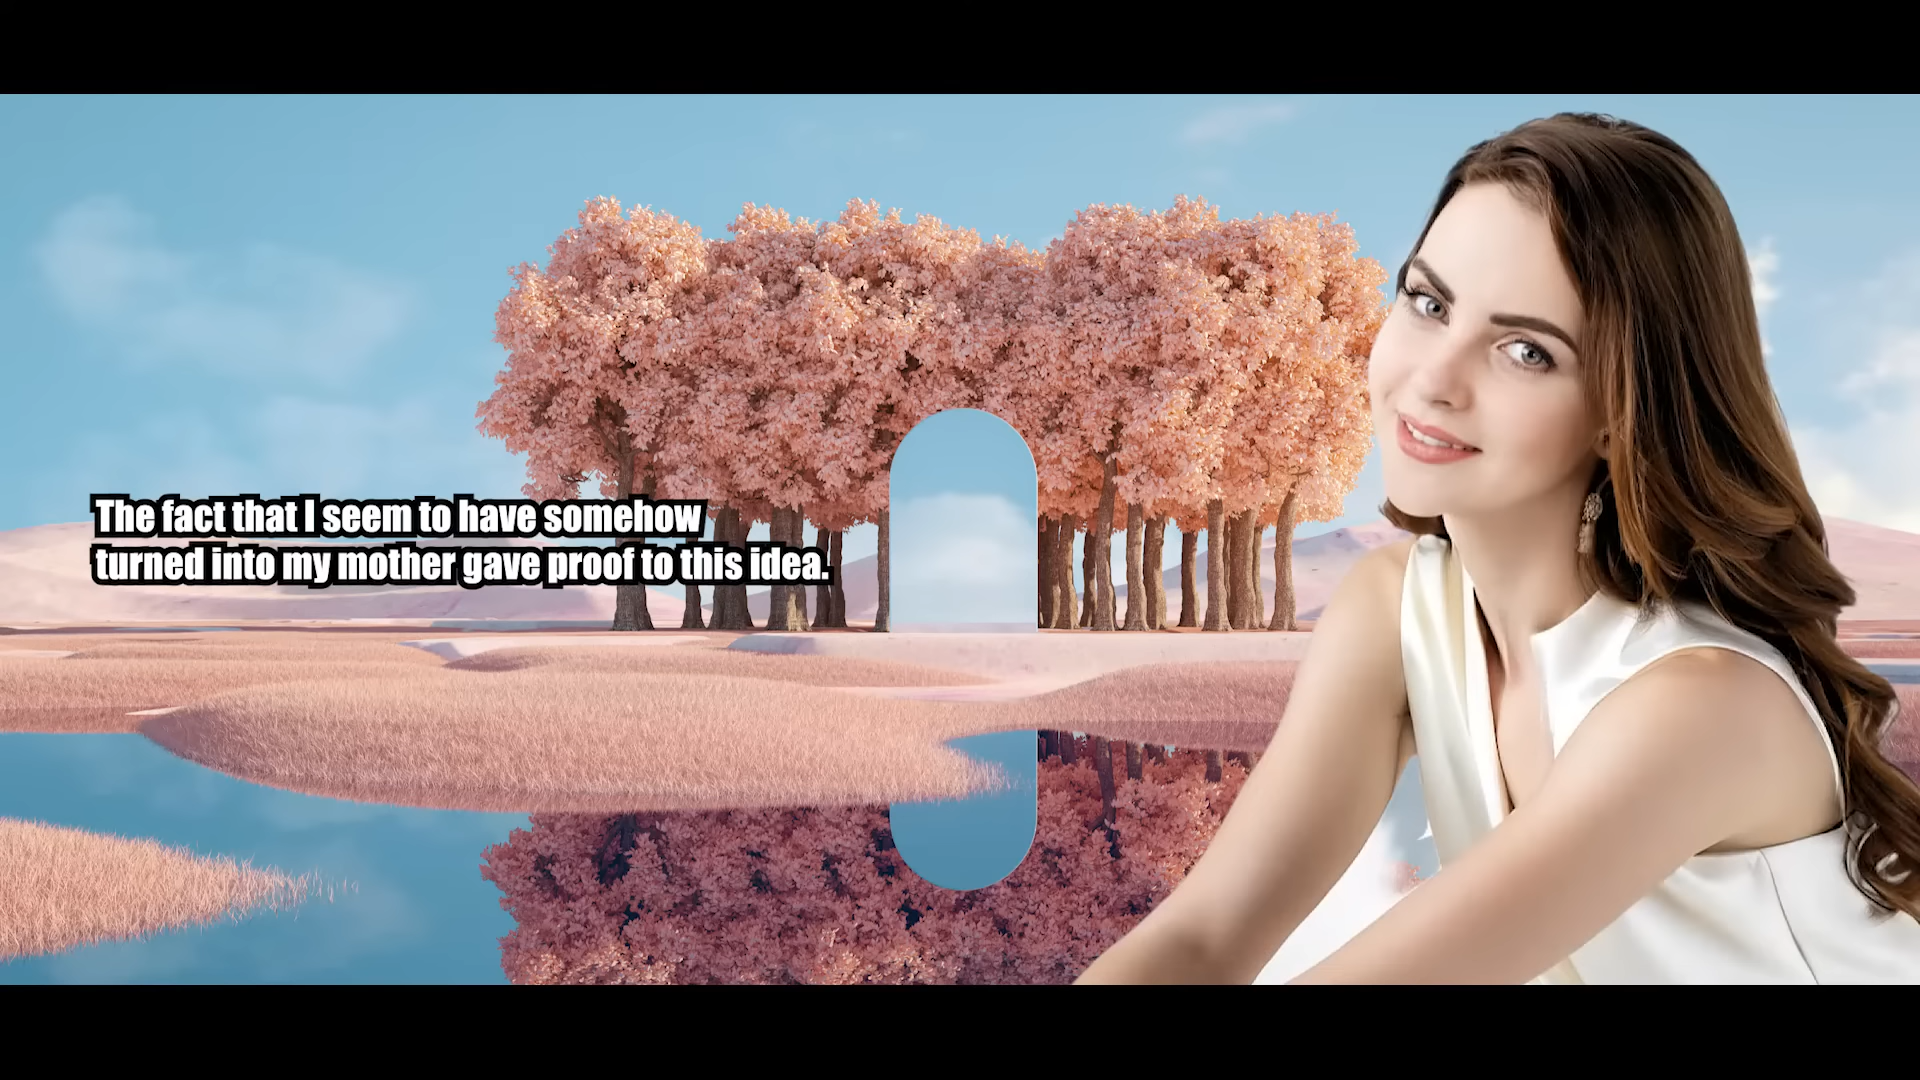 The fact that I seem to have somehow
turned into my mother gave proof to this idea.